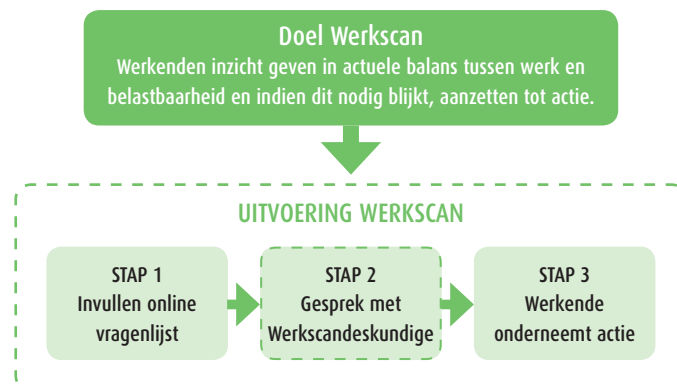 Doel Werkscan
Werkenden inzicht geven in actuele balans tussen werk en
belastbaarheid en indien dit nodig blijkt, aanzetten tot actie.
UITVOERING WERKSCAN
STAP 1
Invullen online
vragenlijst
STAP 2
Gesprek met
Werkscandeskundige
STAP 3
Werkende
onderneemt actie